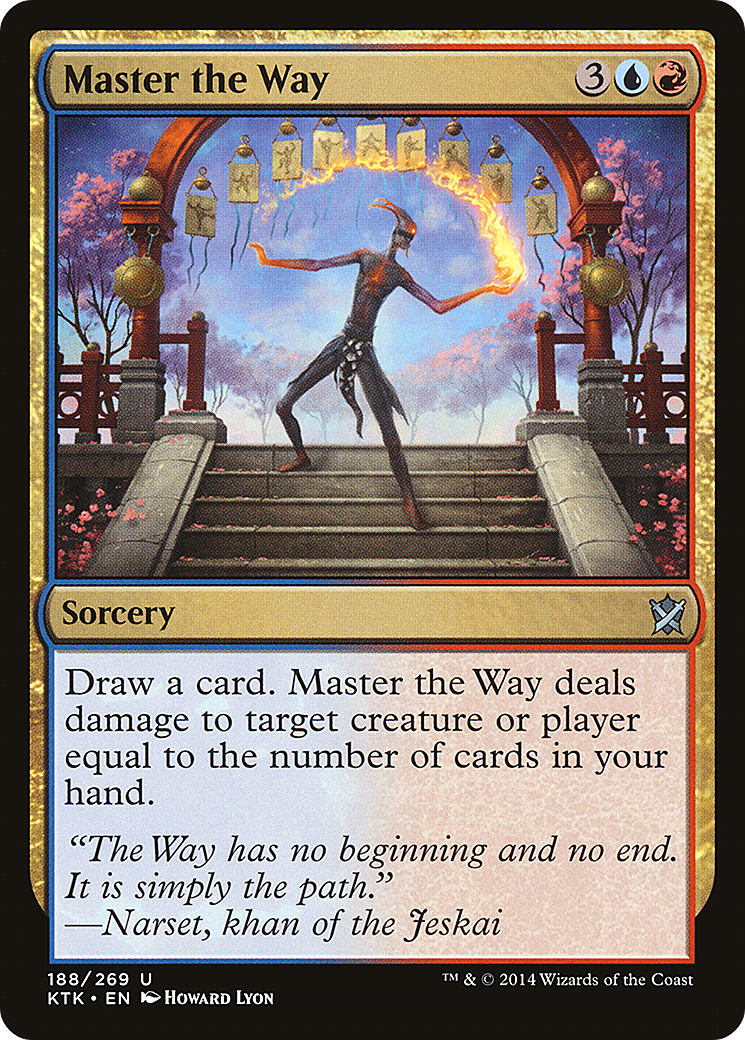 Master the Way 3
Sorcery
Draw a card. Master the Way deals
damage to target creature or player
equal to the number of cards in your
hand.
“The Way has no beginning and no end.
It is simply the path.”
—Narset, khan of the Jeskai
188/269 U
KTK • EN Howard Lyon
™ & © 2014 Wizards of the Coast